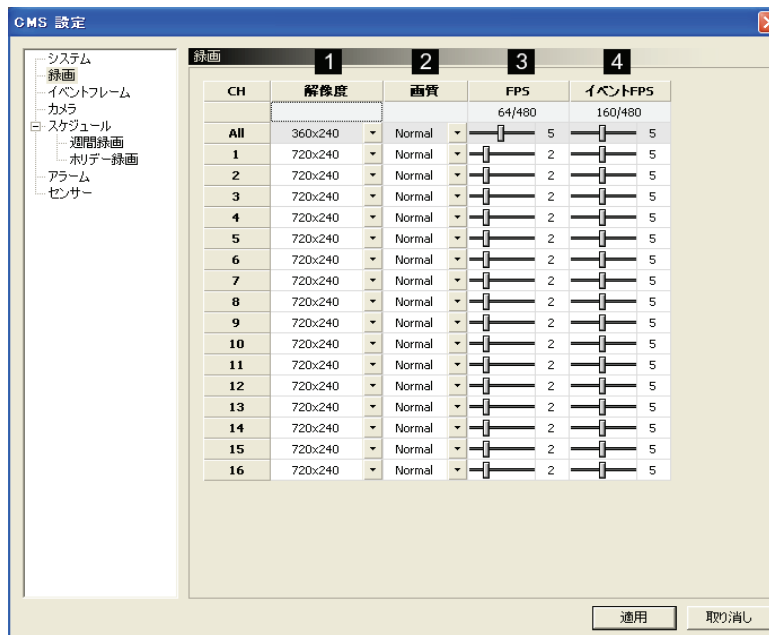 CMS 設定
システム
録画
イベントフレーム
カメラ
スケジュール
週間録画
ホリデー録画
アラーム
センサー
録画
1 2 3 4
CH 解像度 画質 FPS イベントFPS
64/480 160/480
All 360x240 Normal 5 5
1 720x240 Normal 2 5
2 720x240 Normal 2 5
3 720x240 Normal 2 5
4 720x240 Normal 2 5
5 720x240 Normal 2 5
6 720x240 Normal 2 5
7 720x240 Normal 2 5
8 720x240 Normal 2 5
9 720x240 Normal 2 5
10 720x240 Normal 2 5
11 720x240 Normal 2 5
12 720x240 Normal 2 5
13 720x240 Normal 2 5
14 720x240 Normal 2 5
15 720x240 Normal 2 5
16 720x240 Normal 2 5
適用 取り消し